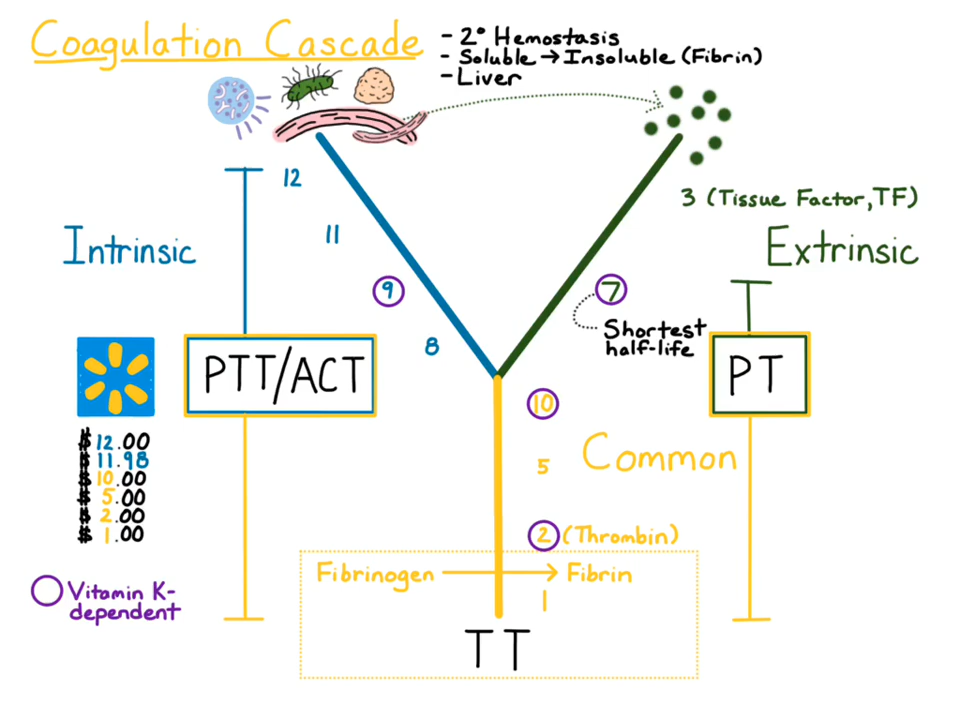 Coagulation Cascade
- 2° Hemostasis
- Soluble → Insoluble (Fibrin)
- Liver
12
3 (Tissue Factor, TF)
11
Intrinsic
Extrinsic
9
7
Shortest
half-life
8
PTT/ACT
PT
10
$ 12.00
$ 11.98
$ 10.00
$ 5.00
$ 2.00
$ 1.00
Common
5
2 (Thrombin)
Fibrinogen → Fibrin
1
Vitamin K-
dependent
TT